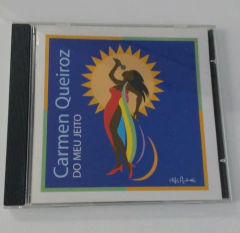 Carmen Queiroz
DO MEU JEITO